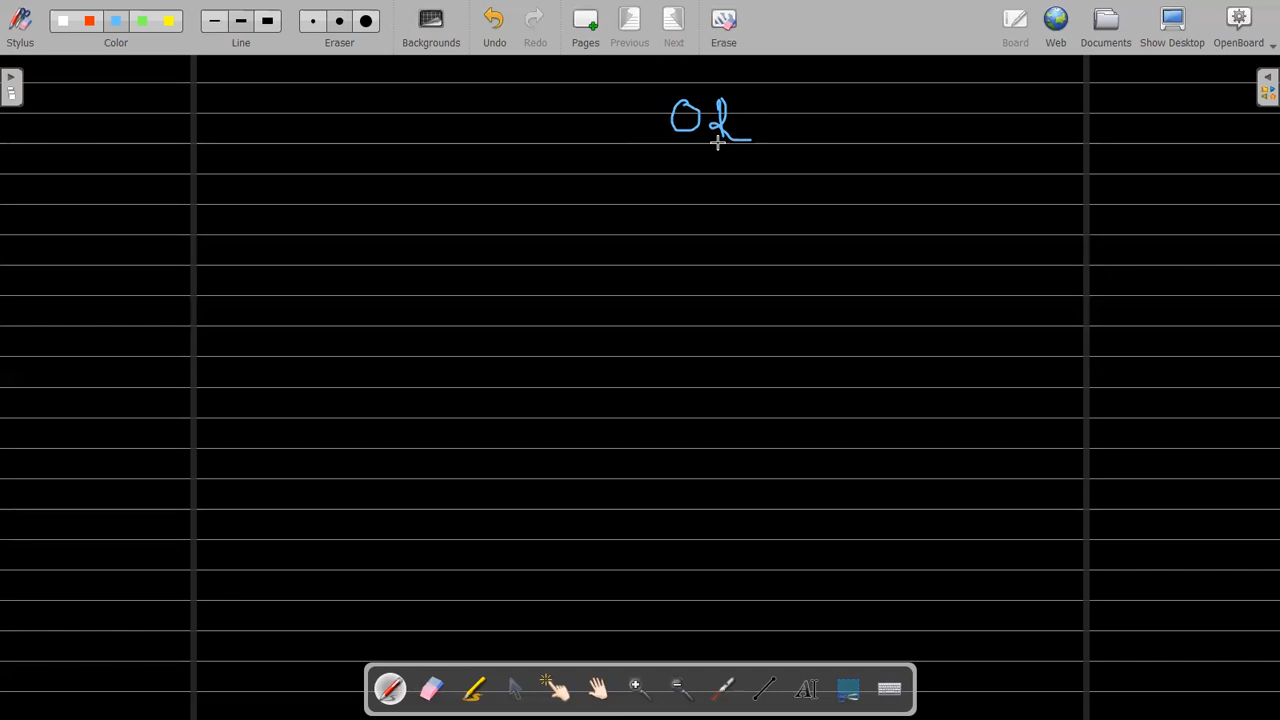 Stylus
Color
Line
Eraser
Backgrounds
Undo
Redo
Pages
Previous
Next
Erase
Board
Web
Documents
Show Desktop
OpenBoard